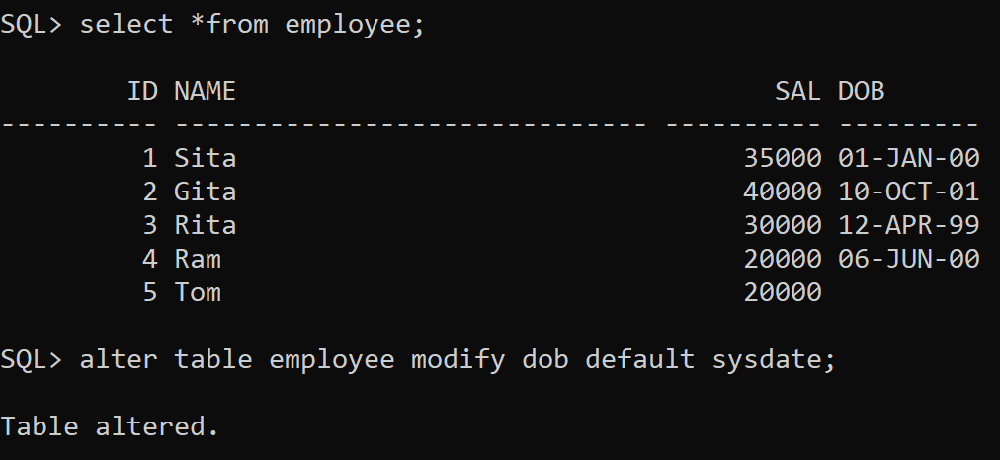 SQL> select *from employee;
ID NAME SAL DOB
---------- ------------------------------ ---------- ---------
1 Sita 35000 01-JAN-00
2 Gita 40000 10-OCT-01
3 Rita 30000 12-APR-99
4 Ram 20000 06-JUN-00
5 Tom 20000
SQL> alter table employee modify dob default sysdate;
Table altered.